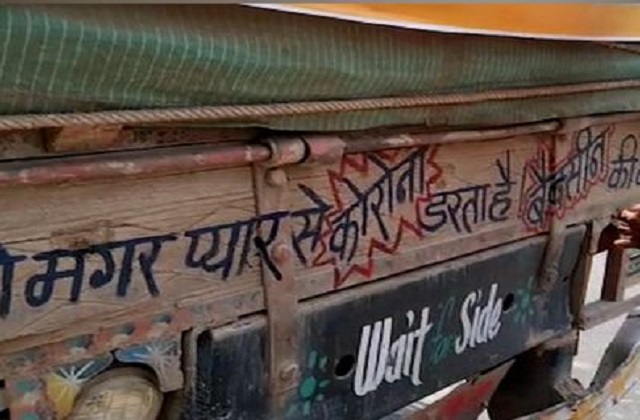 मगर प्यार से कोरोना डरता है बैक्सीन की
Wait Side